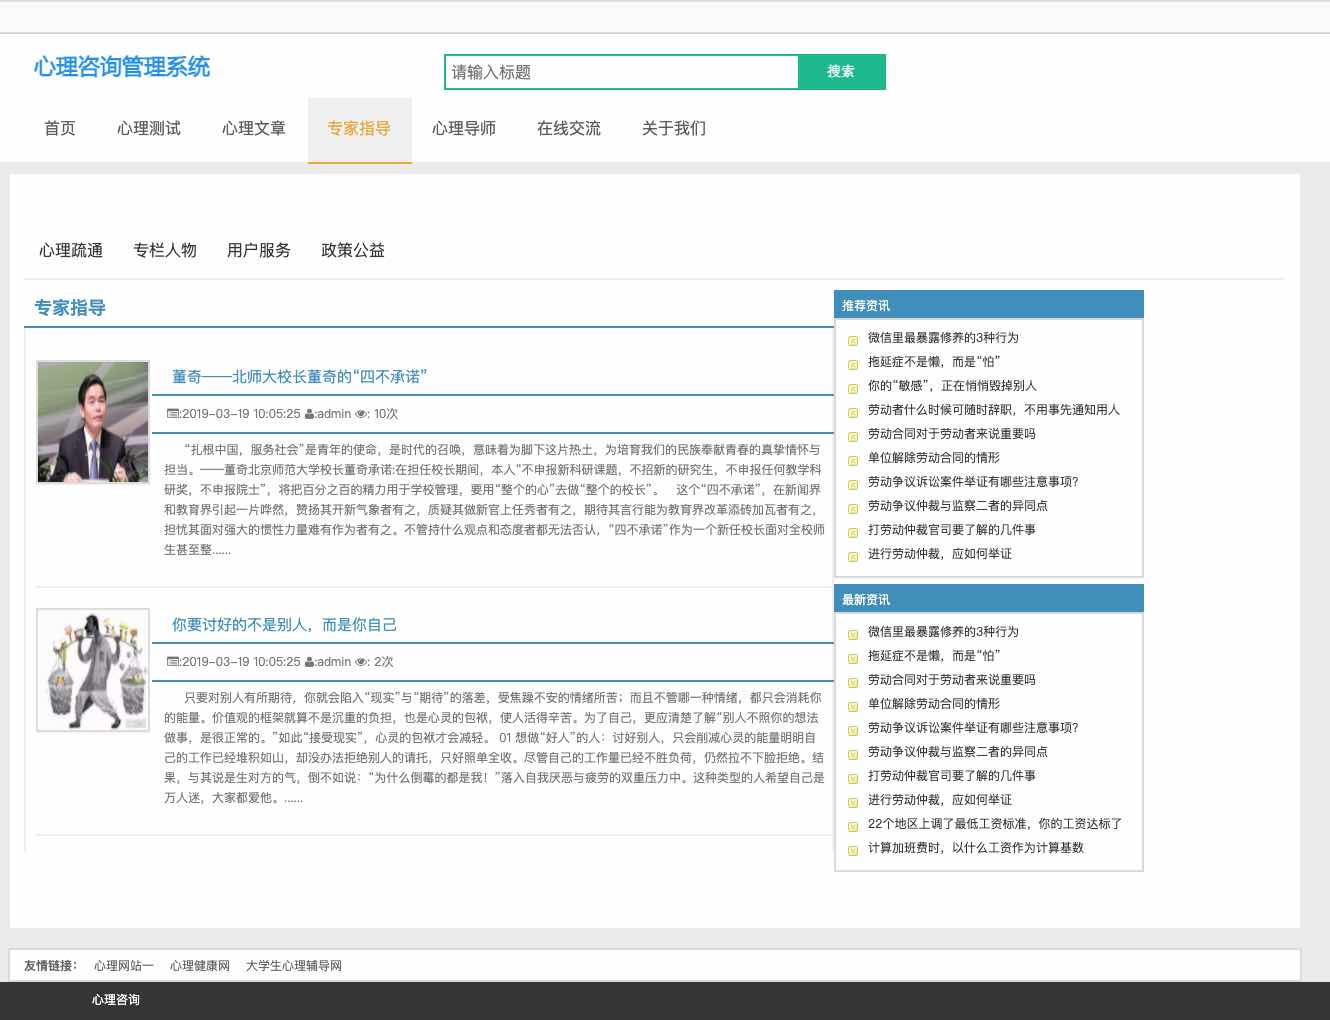 心理咨询管理系统
请输入标题 搜索
首页 心理测试 心理文章 专家指导 心理导师 在线交流 关于我们
心理疏通 专栏人物 用户服务 政策公益
专家指导
董奇——北师大校长董奇的“四不承诺”
:2019-03-19 10:05:25 :admin : 10次
“扎根中国，服务社会”是青年的使命，是时代的召唤，意味着为脚下这片热土，为培育我们的民族奉献青春的真挚情怀与
担当。——董奇北京师范大学校长董奇承诺:在担任校长期间，本人“不申报新科研课题，不招新的研究生，不申报任何教学科
研奖，不申报院士”，将把百分之百的精力用于学校管理，要用“整个的心”去做“整个的校长”。 这个“四不承诺”，在新闻界
和教育界引起一片哗然，赞扬其开新气象者有之，质疑其做新官上任秀者有之，期待其言行能为教育界改革添砖加瓦者有之，
担忧其面对强大的惯性力量难有作为者有之。不管持什么观点和态度者都无法否认，“四不承诺”作为一个新任校长面对全校师
生甚至整......
你要讨好的不是别人，而是你自己
:2019-03-19 10:05:25 :admin : 2次
只要对别人有所期待，你就会陷入“现实”与“期待”的落差，受焦躁不安的情绪所苦；而且不管哪一种情绪，都只会消耗你
的能量。价值观的框架就算不是沉重的负担，也是心灵的包袱，使人活得辛苦。为了自己，更应清楚了解“别人不照你的想法
做事，是很正常的。”如此“接受现实”，心灵的包袱才会减轻。 01 想做“好人”的人：讨好别人，只会削减心灵的能量明明自
己的工作已经堆积如山，却没办法拒绝别人的请托，只好照单全收。尽管自己的工作量已经不胜负荷，仍然拉不下脸拒绝。结
果，与其说是生对方的气，倒不如说：“为什么倒霉的都是我！”落入自我厌恶与疲劳的双重压力中。这种类型的人希望自己是
万人迷，大家都爱他。......
推荐资讯
微信里最暴露修养的3种行为
拖延症不是懒，而是“怕”
你的“敏感”，正在悄悄毁掉别人
劳动者什么时候可随时辞职，不用事先通知用人
劳动合同对于劳动者来说重要吗
单位解除劳动合同的情形
劳动争议诉讼案件举证有哪些注意事项?
劳动争议仲裁与监察二者的异同点
打劳动仲裁官司要了解的几件事
进行劳动仲裁，应如何举证
最新资讯
微信里最暴露修养的3种行为
拖延症不是懒，而是“怕”
劳动合同对于劳动者来说重要吗
单位解除劳动合同的情形
劳动争议诉讼案件举证有哪些注意事项?
劳动争议仲裁与监察二者的异同点
打劳动仲裁官司要了解的几件事
进行劳动仲裁，应如何举证
22个地区上调了最低工资标准，你的工资达标了
计算加班费时，以什么工资作为计算基数
友情链接： 心理网站一 心理健康网 大学生心理辅导网
心理咨询